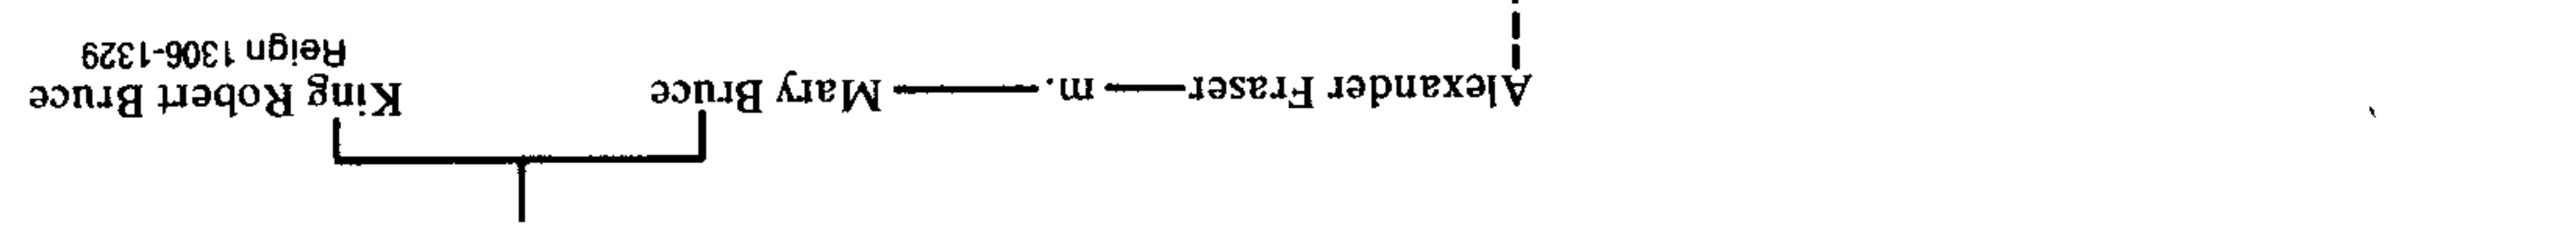 Alexander Fraser — m. — Mary Bruce King Robert Bruce
Reign 1306-1329